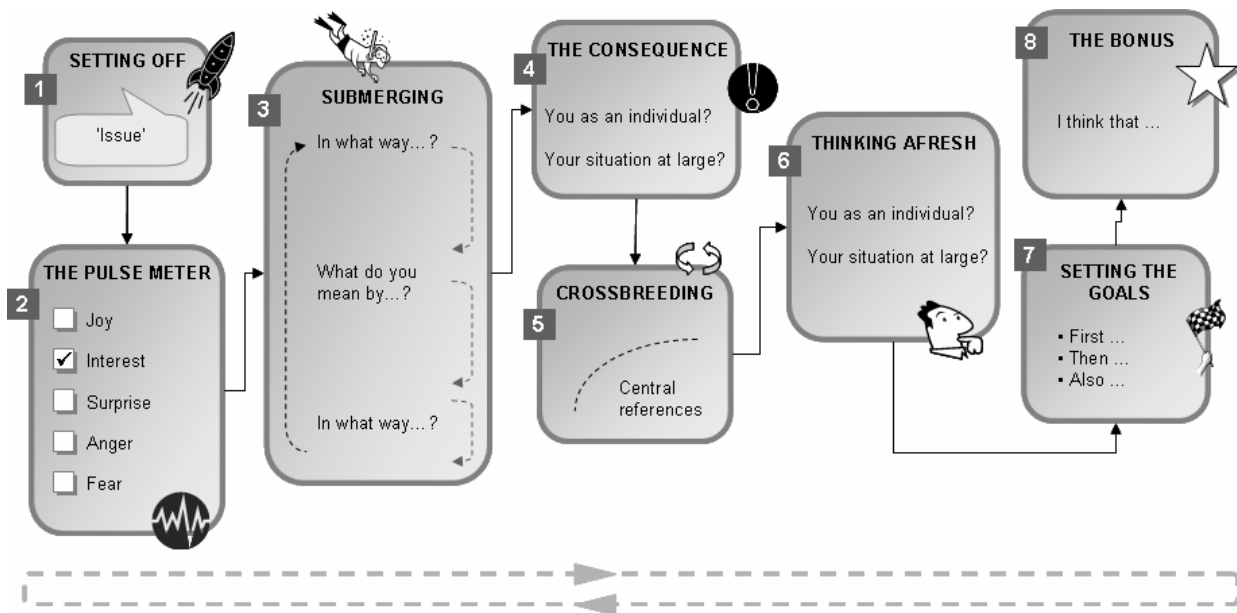 1
SETTING OFF
'Issue'
2
THE PULSE METER
Joy
Interest
Surprise
Anger
Fear
3
SUBMERGING
In what way...?
What do you
mean by...?
In what way...?
4
THE CONSEQUENCE
You as an individual?
Your situation at large?
5
CROSSBREEDING
Central
references
6
THINKING AFRESH
You as an individual?
Your situation at large?
7
SETTING THE
GOALS
▪ First ...
▪ Then ...
▪ Also ...
8
THE BONUS
I think that ...